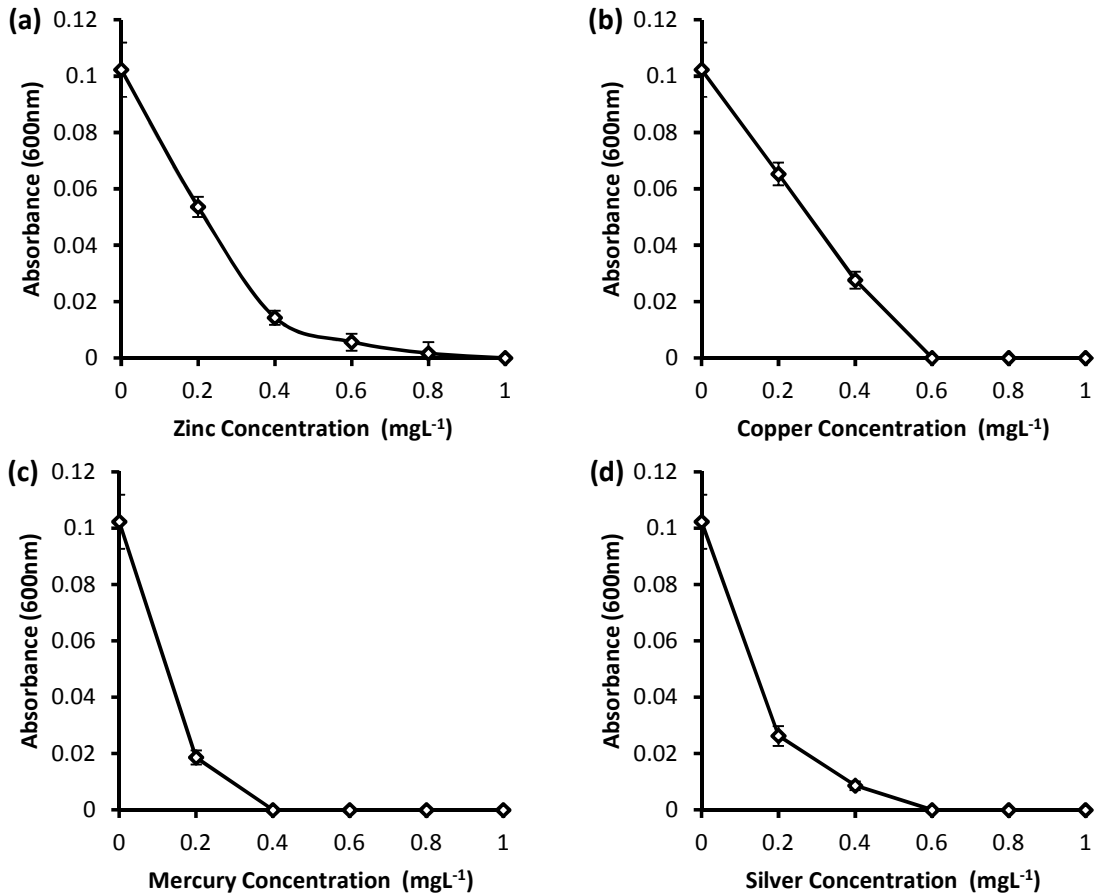 (a)
0.12
0.1
0.08
0.06
0.04
0.02
0
Absorbance (600nm)
0 0.2 0.4 0.6 0.8 1
Zinc Concentration (mgL⁻¹)
(b)
0.12
0.1
0.08
0.06
0.04
0.02
0
Absorbance (600nm)
0 0.2 0.4 0.6 0.8 1
Copper Concentration (mgL⁻¹)
(c)
0.12
0.1
0.08
0.06
0.04
0.02
0
Absorbance (600nm)
0 0.2 0.4 0.6 0.8 1
Mercury Concentration (mgL⁻¹)
(d)
0.12
0.1
0.08
0.06
0.04
0.02
0
Absorbance (600nm)
0 0.2 0.4 0.6 0.8 1
Silver Concentration (mgL⁻¹)